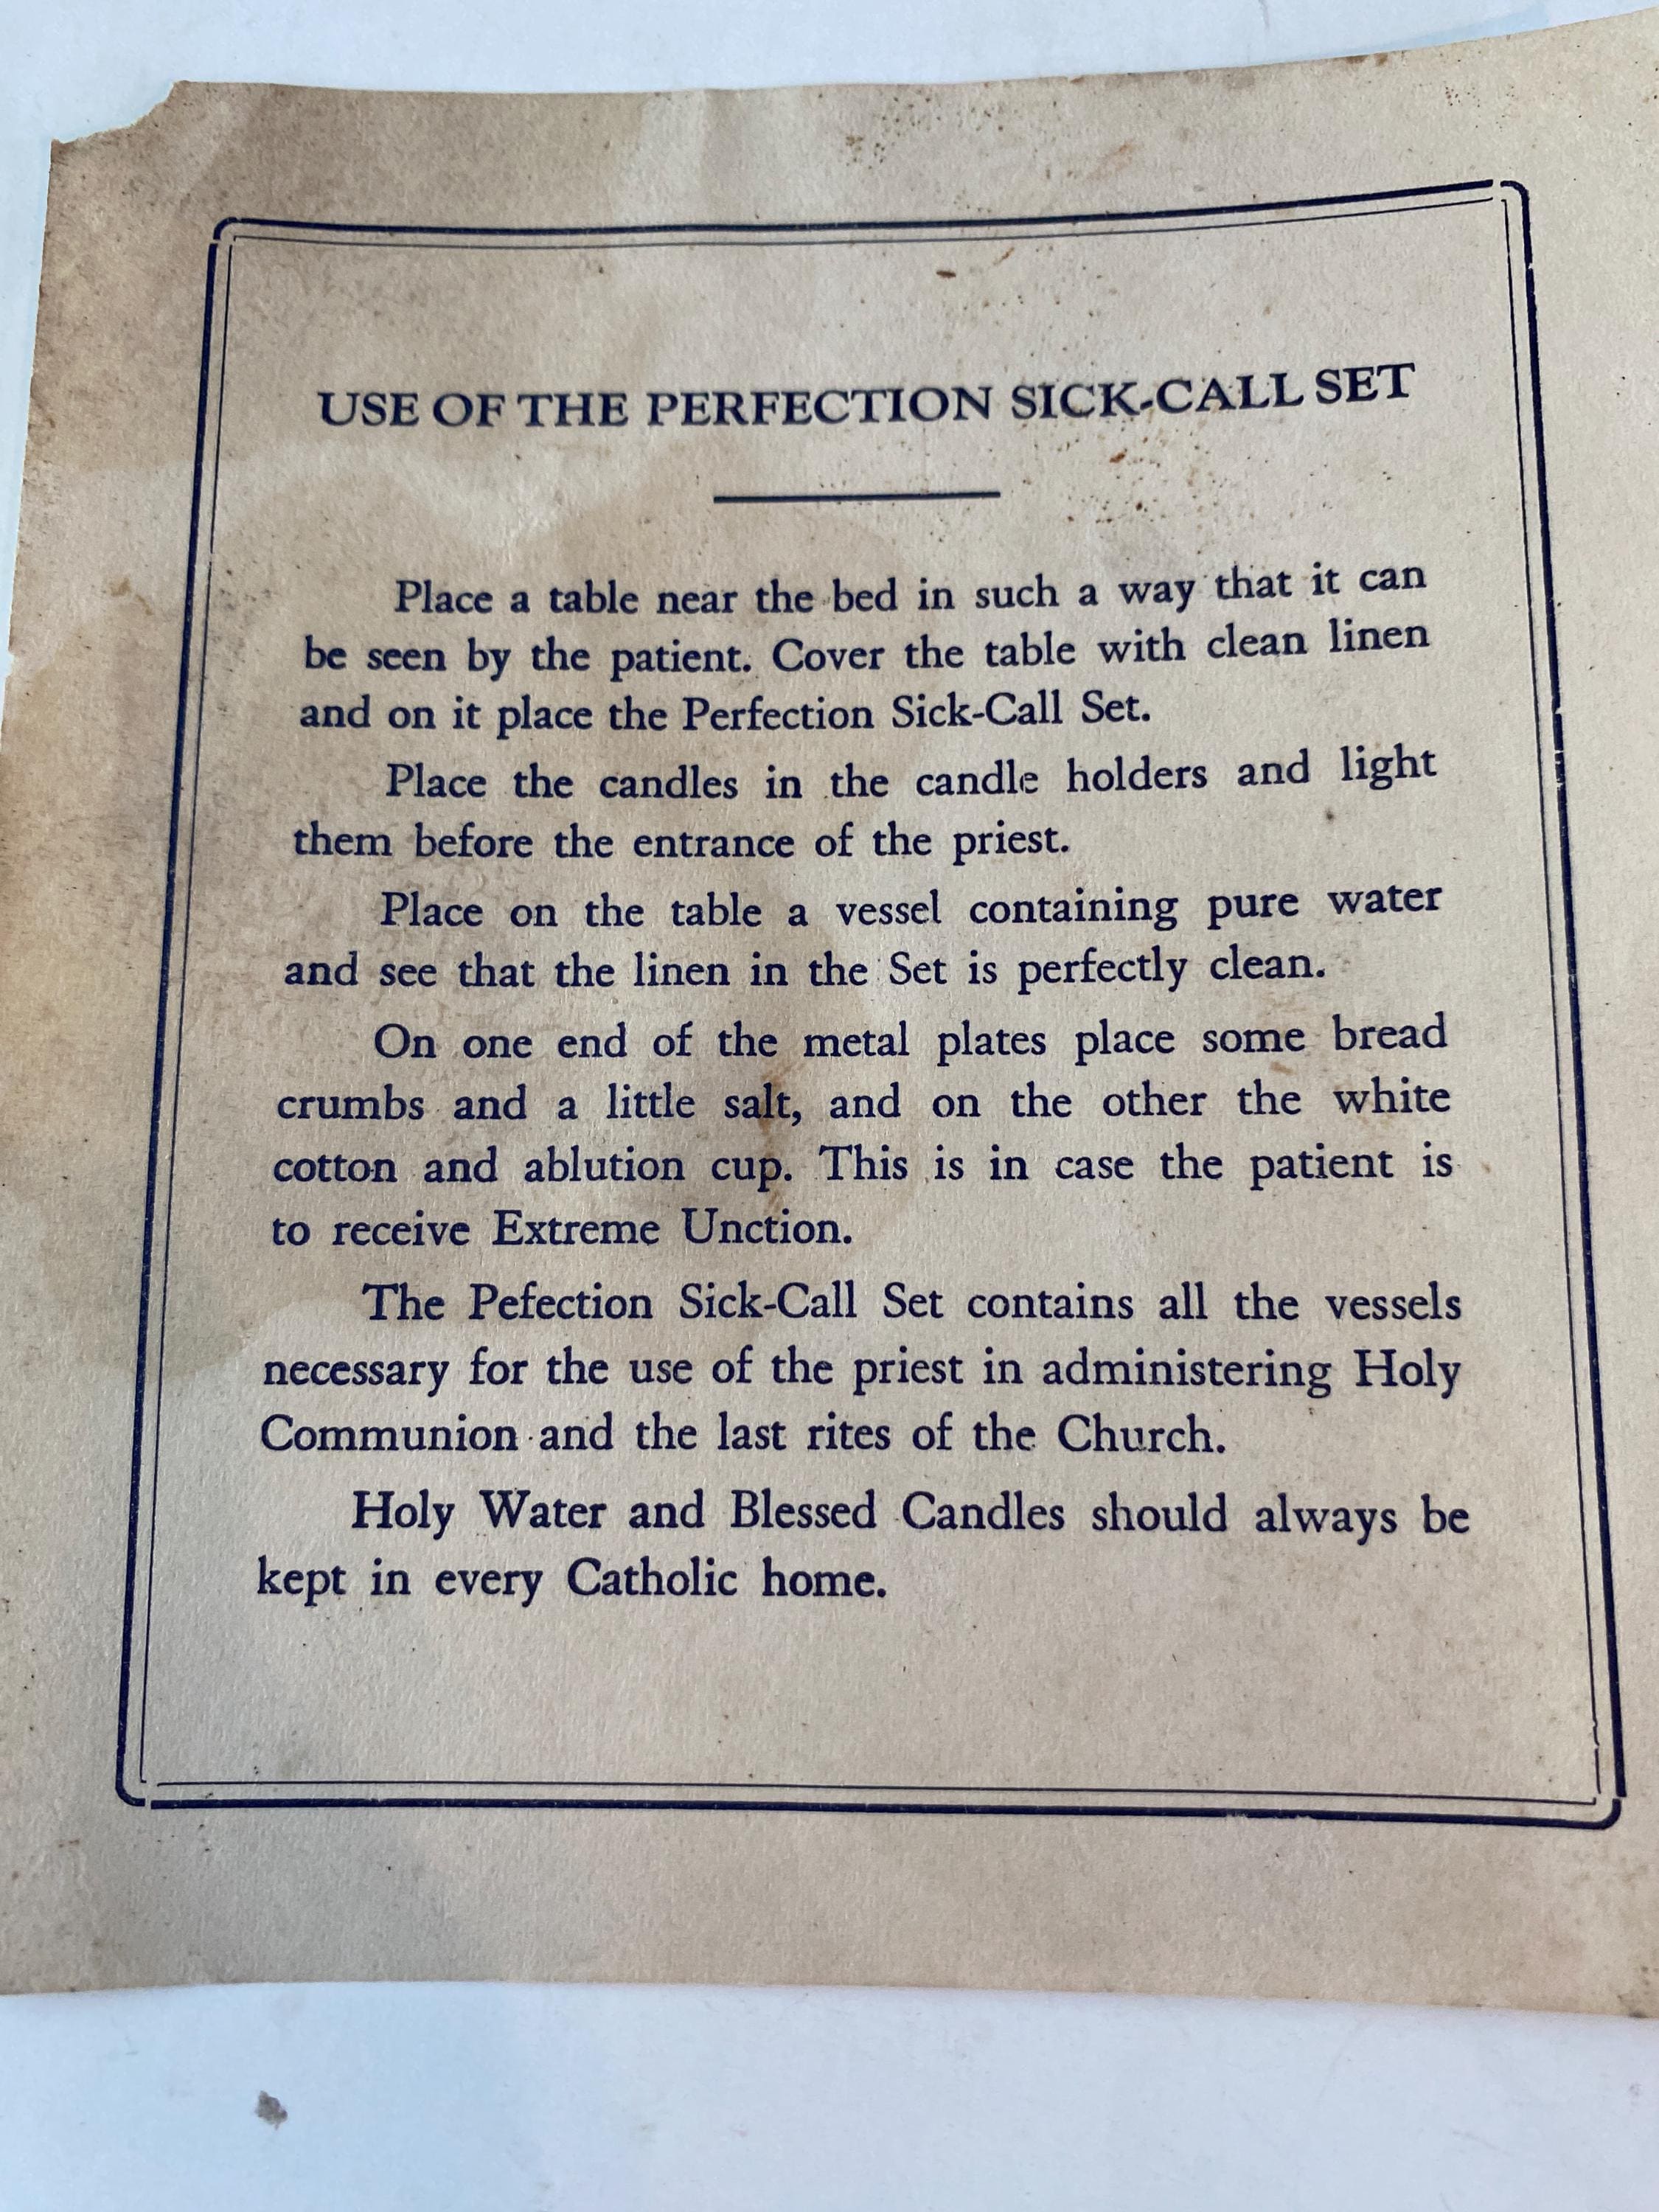 USE OF THE PERFECTION SICK-CALL SET
Place a table near the bed in such a way that it can
be seen by the patient. Cover the table with clean linen
and on it place the Perfection Sick-Call Set.
Place the candles in the candle holders and light
them before the entrance of the priest.
Place on the table a vessel containing pure water
and see that the linen in the Set is perfectly clean.
On one end of the metal plates place some bread
crumbs and a little salt, and on the other the white
cotton and ablution cup. This is in case the patient is
to receive Extreme Unction.
The Pefection Sick-Call Set contains all the vessels
necessary for the use of the priest in administering Holy
Communion and the last rites of the Church.
Holy Water and Blessed Candles should always be
kept in every Catholic home.